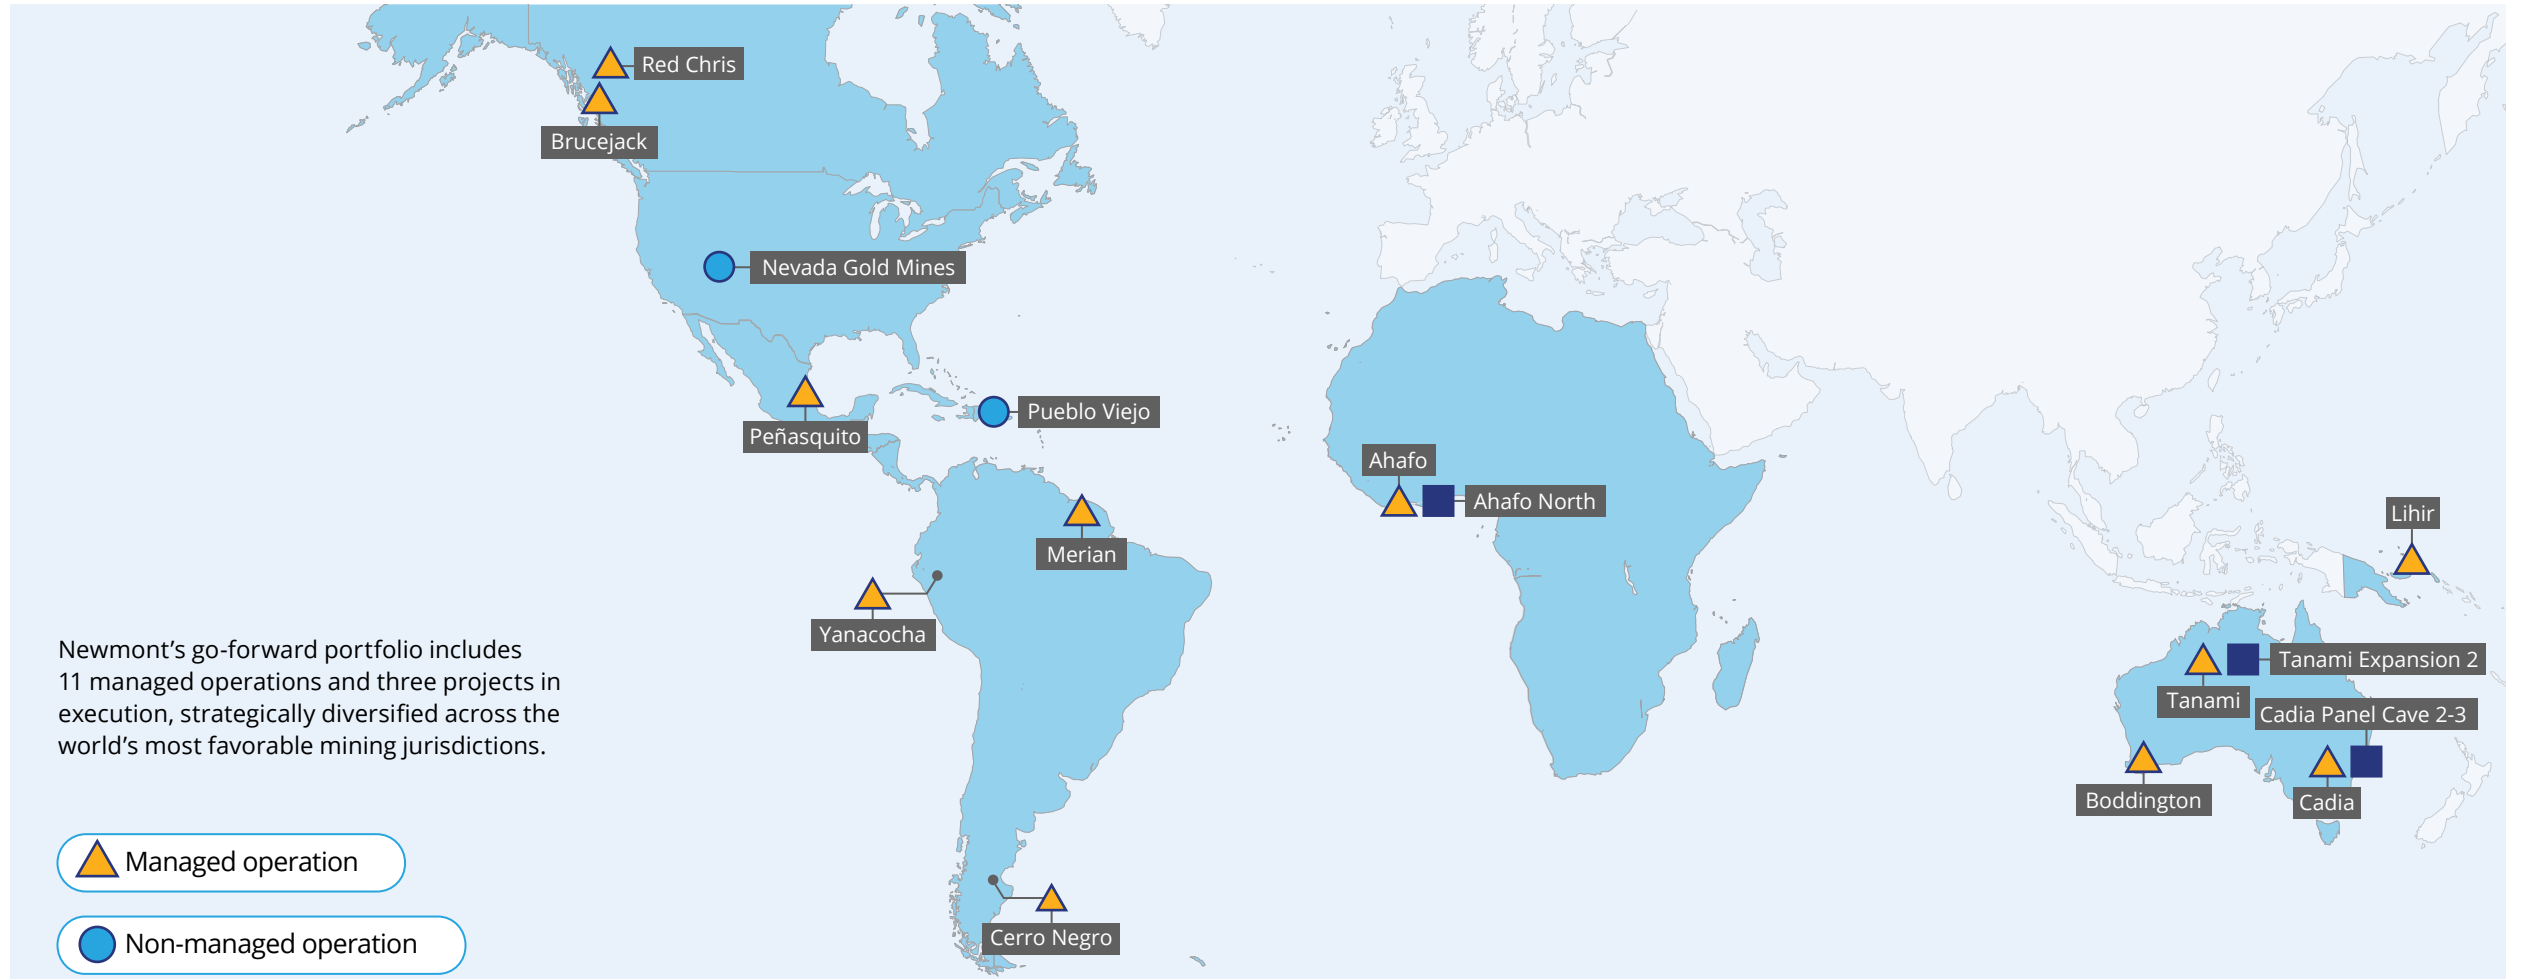 Red Chris
Brucejack
Nevada Gold Mines
Peñasquito
Pueblo Viejo
Ahafo
Ahafo North
Merian
Lihir
Yanacocha
Tanami Expansion 2
Tanami
Cadia Panel Cave 2-3
Boddington
Cadia
Cerro Negro
Newmont’s go-forward portfolio includes
11 managed operations and three projects in
execution, strategically diversified across the
world’s most favorable mining jurisdictions.
Managed operation
Non-managed operation